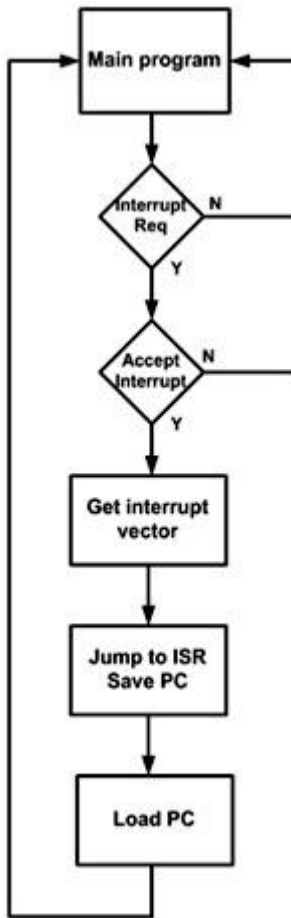 Main program
Interrupt
Req
N
Y
Accept
Interrupt
N
Y
Get interrupt
vector
Jump to ISR
Save PC
Load PC